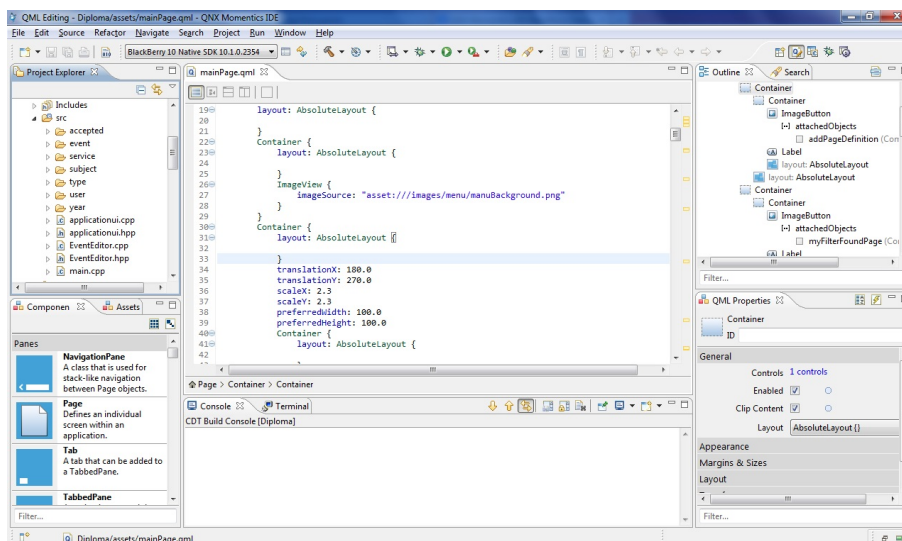 QML Editing - Diploma/assets/mainPage.qml - QNX Momentics IDE
File Edit Source Refactor Navigate Search Project Run Window Help
BlackBerry 10 Native SDK 10.1.0.2354
Project Explorer
Includes
src
accepted
event
service
subject
type
user
year
applicationui.cpp
applicationui.hpp
EventEditor.cpp
EventEditor.hpp
main.cpp
mainPage.qml
19 layout: AbsoluteLayout {
20
21 }
22 Container {
23 layout: AbsoluteLayout {
24
25 }
26 ImageView {
27 imageSource: "asset:///images/menu/manuBackground.png"
28 }
29 }
30 Container {
31 layout: AbsoluteLayout {
32
33 }
34 translationX: 180.0
35 translationY: 270.0
36 scaleX: 2.3
37 scaleY: 2.3
38 preferredWidth: 100.0
39 preferredHeight: 100.0
40 Container {
41 layout: AbsoluteLayout {
42
Page > Container > Container
Outline Search
Container
Container
ImageButton
attachedObjects
addPageDefinition (Con
Label
layout: AbsoluteLayout
layout: AbsoluteLayout
Container
Container
ImageButton
attachedObjects
myFilterFoundPage (Co
Label
Filter...
Componen Assets
Panes
NavigationPane
A class that is used for
stack-like navigation
between Page objects.
Page
Defines an individual
screen within an
application.
Tab
A tab that can be added to
a TabbedPane.
TabbedPane
Filter...
Console Terminal
CDT Build Console [Diploma]
QML Properties
Container
ID
General
Controls 1 controls
Enabled
Clip Content
Layout AbsoluteLayout {}
Appearance
Margins & Sizes
Layout
Filter...
Diploma/assets/mainPage.qml